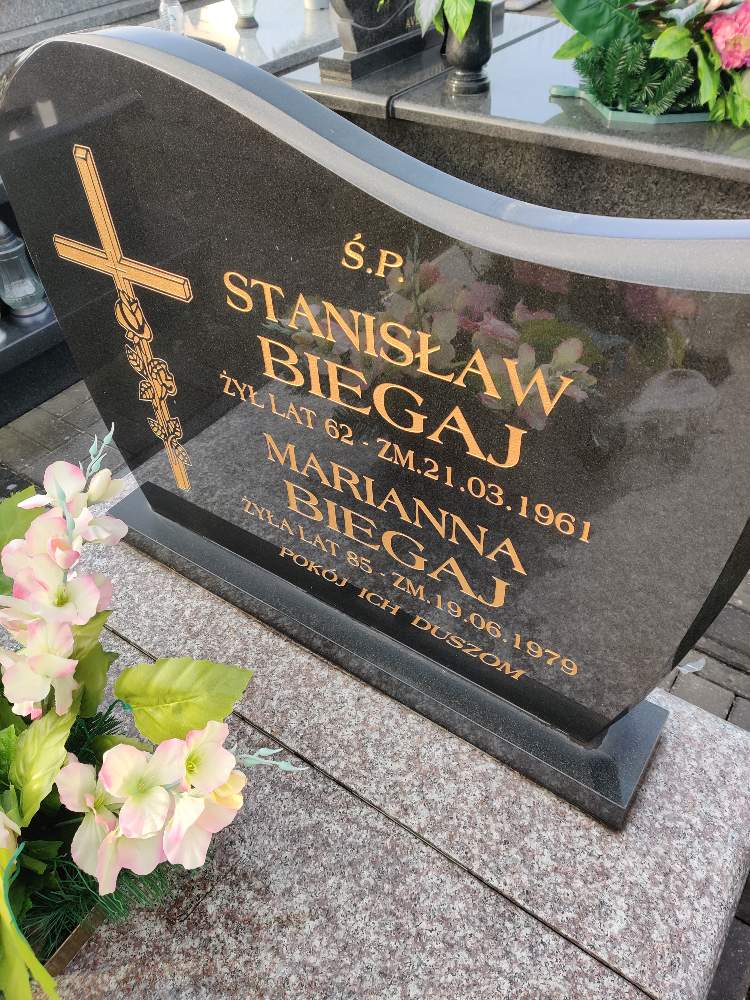 Ś.P.
STANISŁAW
BIEGAJ
ŻYŁ LAT 62 - ZM.21.03.1961
MARIANNA
BIEGAJ
ŻYŁA LAT 85 - ZM.19.06.1979
POKÓJ ICH DUSZOM